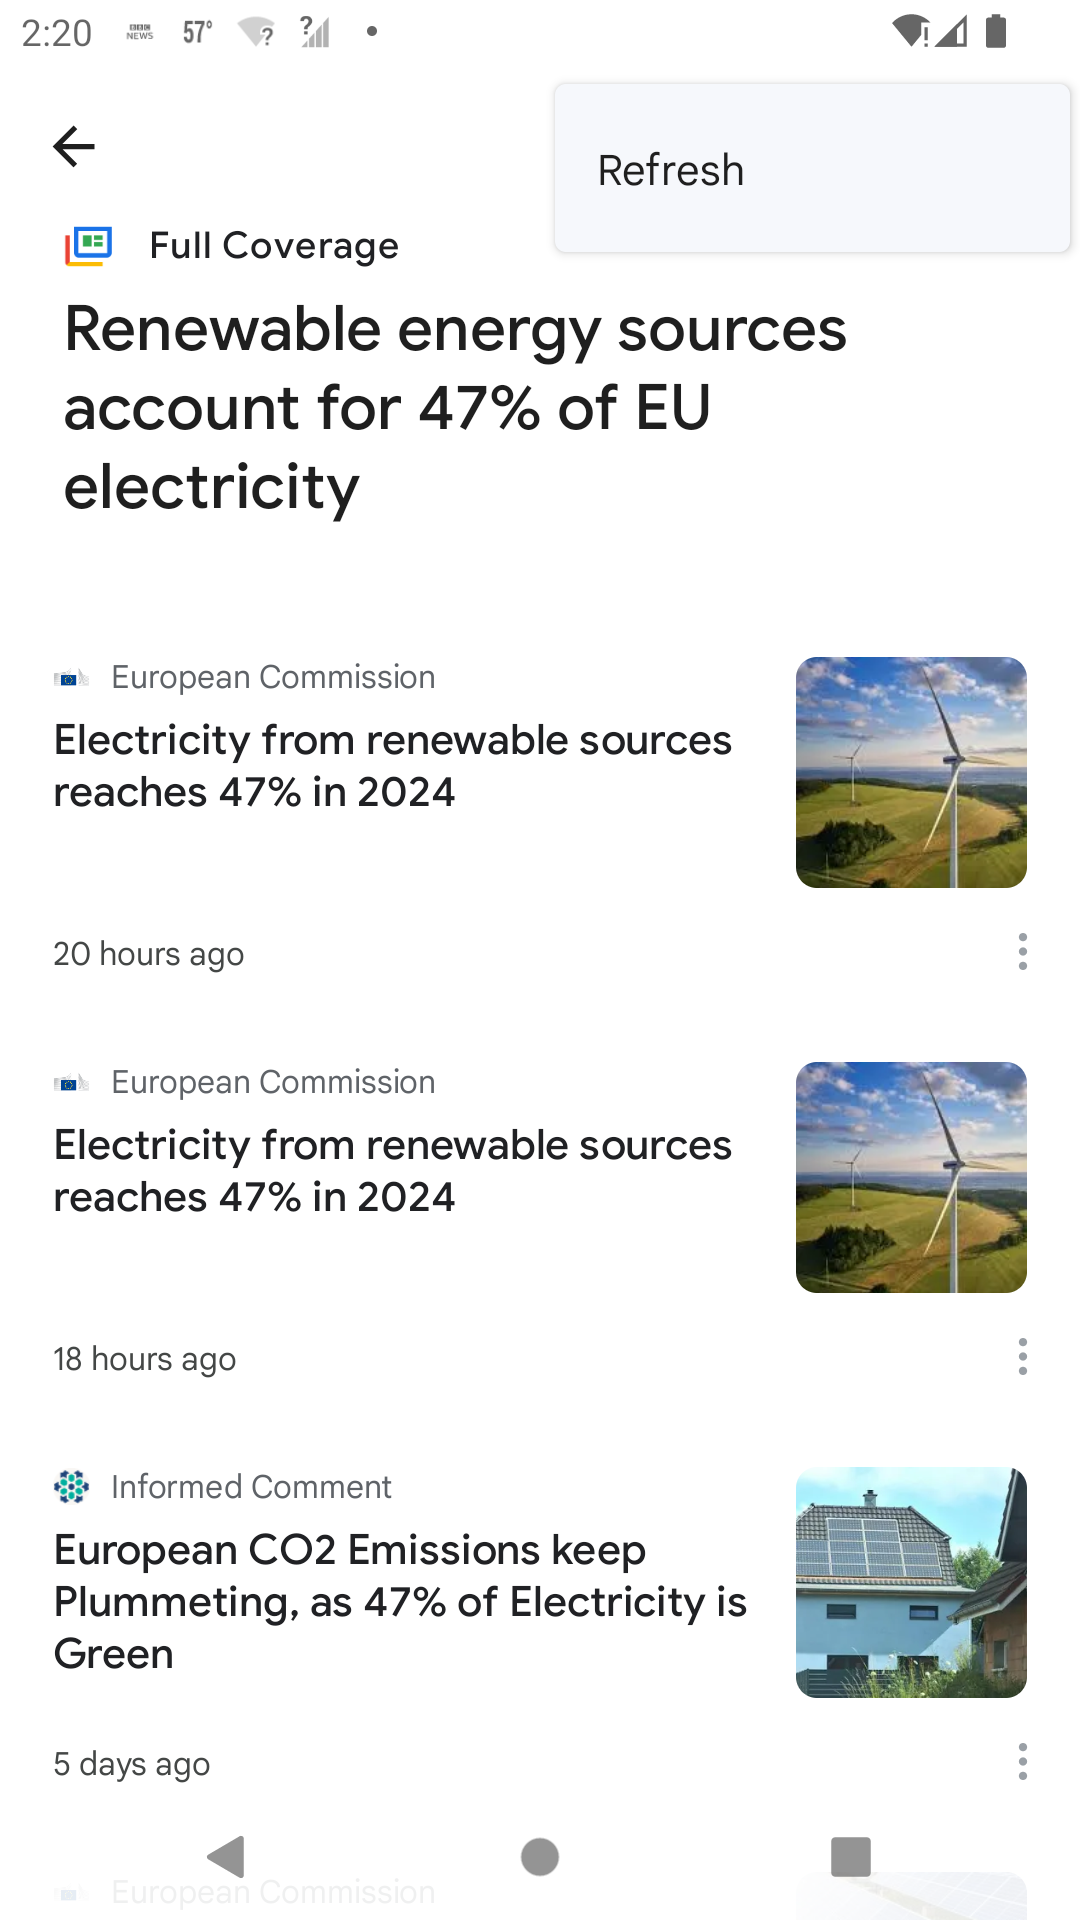 2:20
BBC
NEWS
57°
Refresh
Full Coverage
Renewable energy sources
account for 47% of EU
electricity
European Commission
Electricity from renewable sources
reaches 47% in 2024
20 hours ago
European Commission
Electricity from renewable sources
reaches 47% in 2024
18 hours ago
Informed Comment
European CO2 Emissions keep
Plummeting, as 47% of Electricity is
Green
5 days ago
European Commission